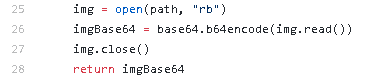 25 img = open(path, "rb")
26 imgBase64 = base64.b64encode(img.read())
27 img.close()
28 return imgBase64